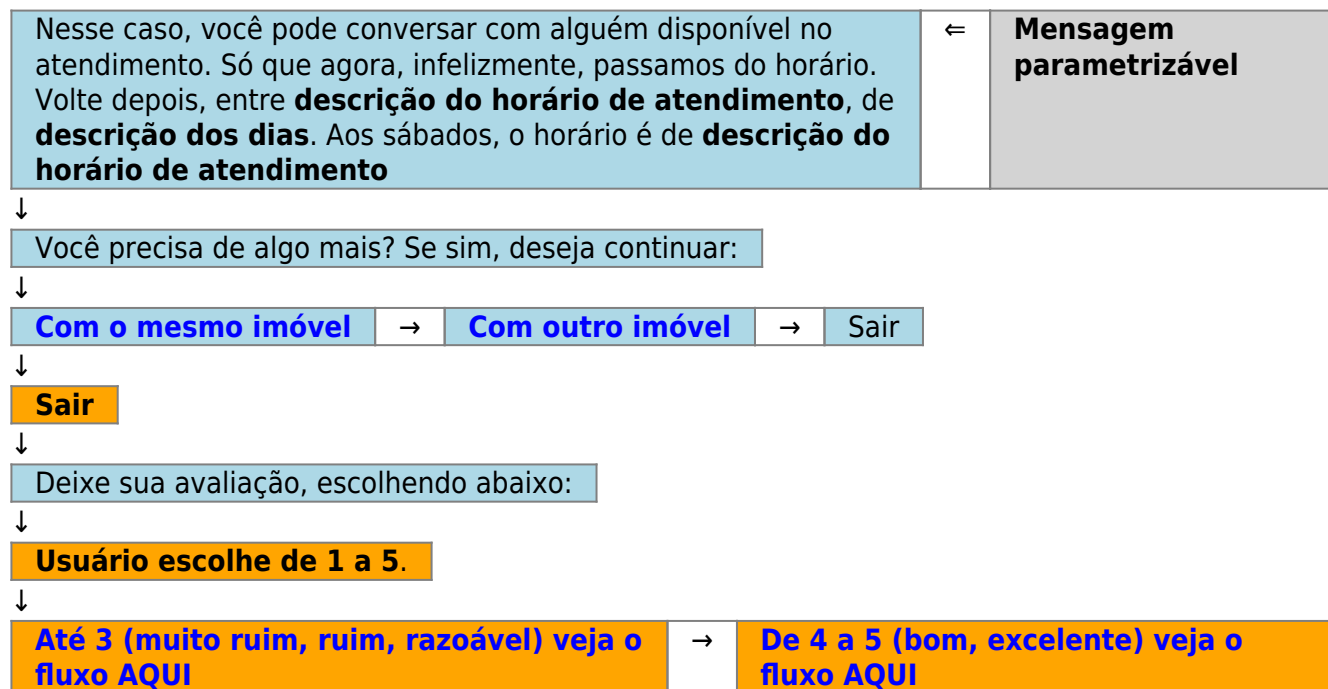 Nesse caso, você pode conversar com alguém disponível no
atendimento. Só que agora, infelizmente, passamos do horário.
Volte depois, entre descrição do horário de atendimento, de
descrição dos dias. Aos sábados, o horário é de descrição do
horário de atendimento
⇐
Mensagem
parametrizável
↓
Você precisa de algo mais? Se sim, deseja continuar:
↓
Com o mesmo imóvel → Com outro imóvel → Sair
↓
Sair
↓
Deixe sua avaliação, escolhendo abaixo:
↓
Usuário escolhe de 1 a 5.
↓
Até 3 (muito ruim, ruim, razoável) veja o
fluxo AQUI
→
De 4 a 5 (bom, excelente) veja o
fluxo AQUI